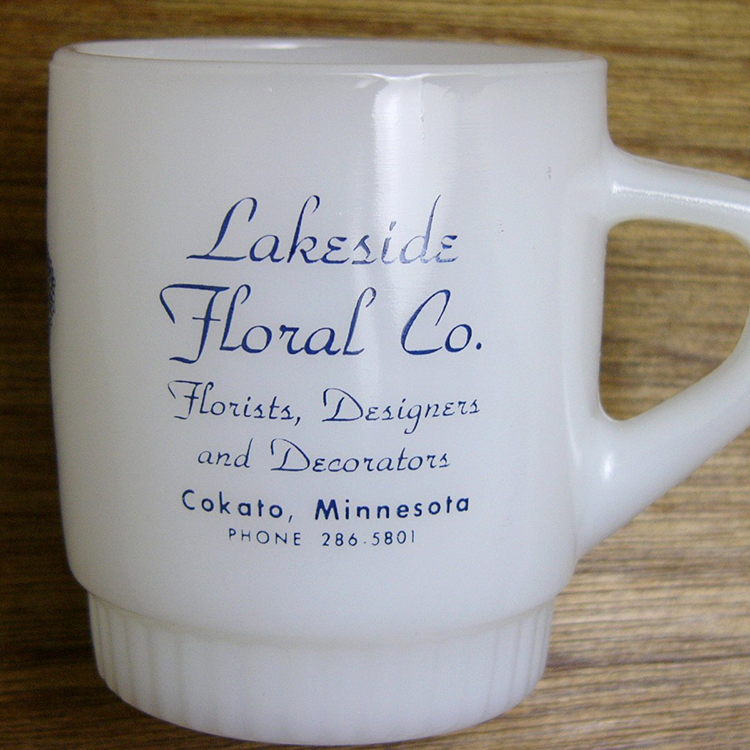 Lakeside
Floral Co.
Florists, Designers
and Decorators
Cokato, Minnesota
PHONE 286-5801